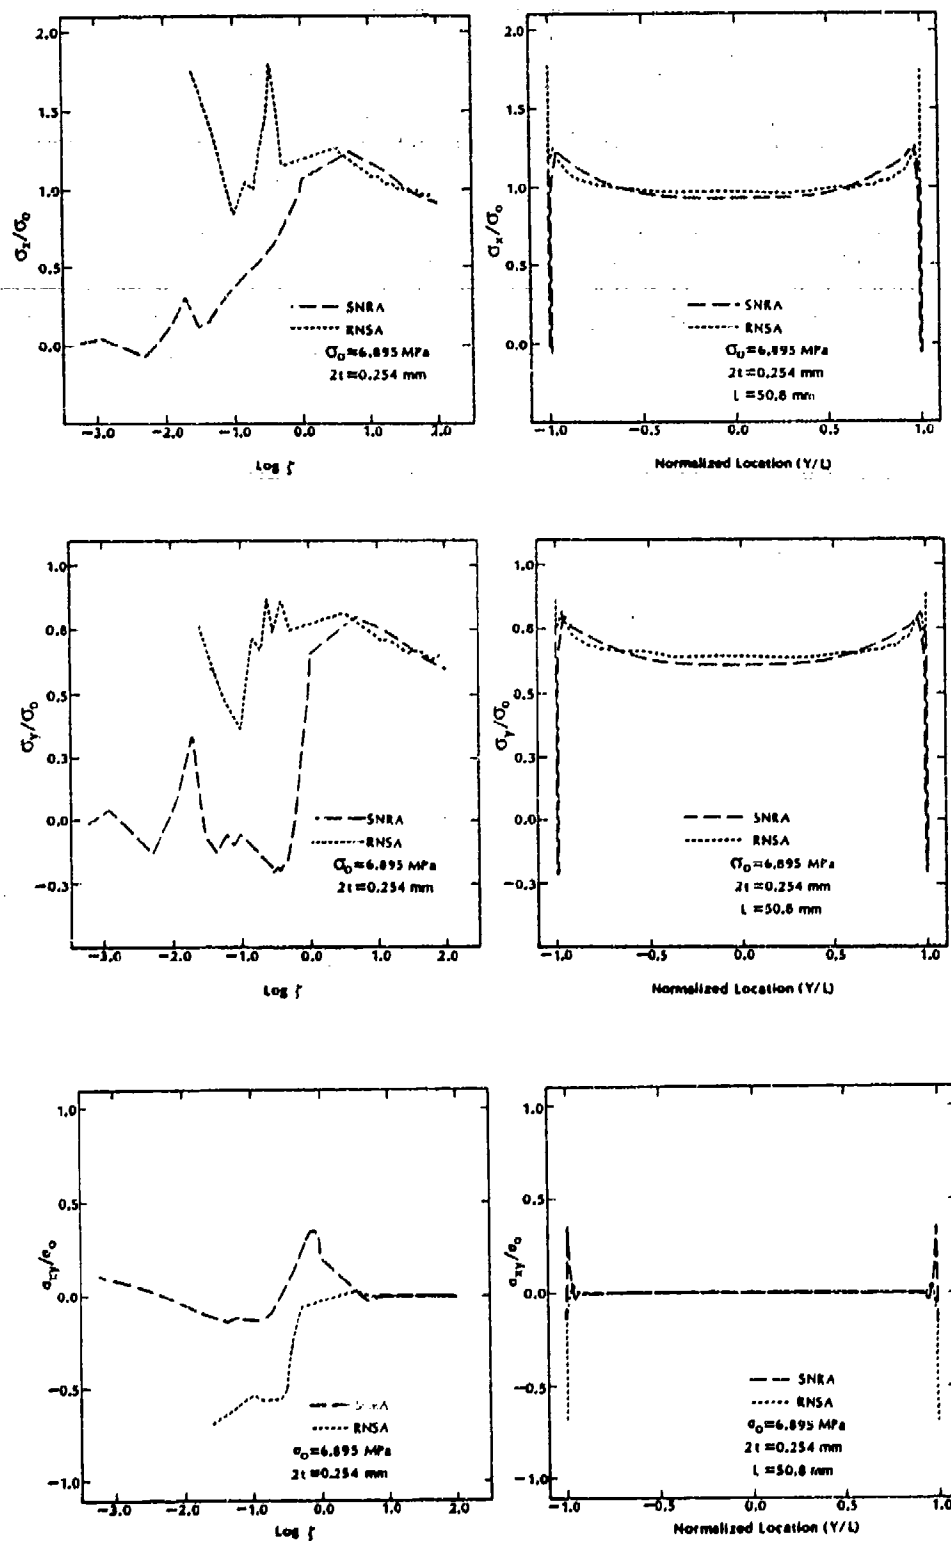 2.0
1.5
1.0
0.5
0.0
σx/σo
SNRA
RNSA
σo=6.895 MPa
2t=0.254 mm
-3.0 -2.0 -1.0 0.0 1.0 2.0
Log ζ
2.0
1.5
1.0
0.5
0.0
σx/σo
SNRA
RNSA
σo=6.895 MPa
2t=0.254 mm
L=50.8 mm
-1.0 -0.5 0.0 0.5 1.0
Normalized Location (Y/L)
1.0
0.8
0.5
0.3
0.0
-0.3
σy/σo
SNRA
RNSA
σo=6.895 MPa
2t=0.254 mm
-3.0 -2.0 -1.0 0.0 1.0 2.0
Log ζ
1.0
0.8
0.5
0.3
0.0
-0.3
σy/σo
SNRA
RNSA
σo=6.895 MPa
2t=0.254 mm
L=50.8 mm
-1.0 -0.5 0.0 0.5 1.0
Normalized Location (Y/L)
1.0
0.5
0.0
-0.5
-1.0
σxy/σo
SNRA
RNSA
σo=6.895 MPa
2t=0.254 mm
-3.0 -2.0 -1.0 0.0 1.0 2.0
Log ζ
1.0
0.5
0.0
-0.5
-1.0
σxy/σo
SNRA
RNSA
σo=6.895 MPa
2t=0.254 mm
L=50.8 mm
-1.0 -0.5 0.0 0.5 1.0
Normalized Location (Y/L)